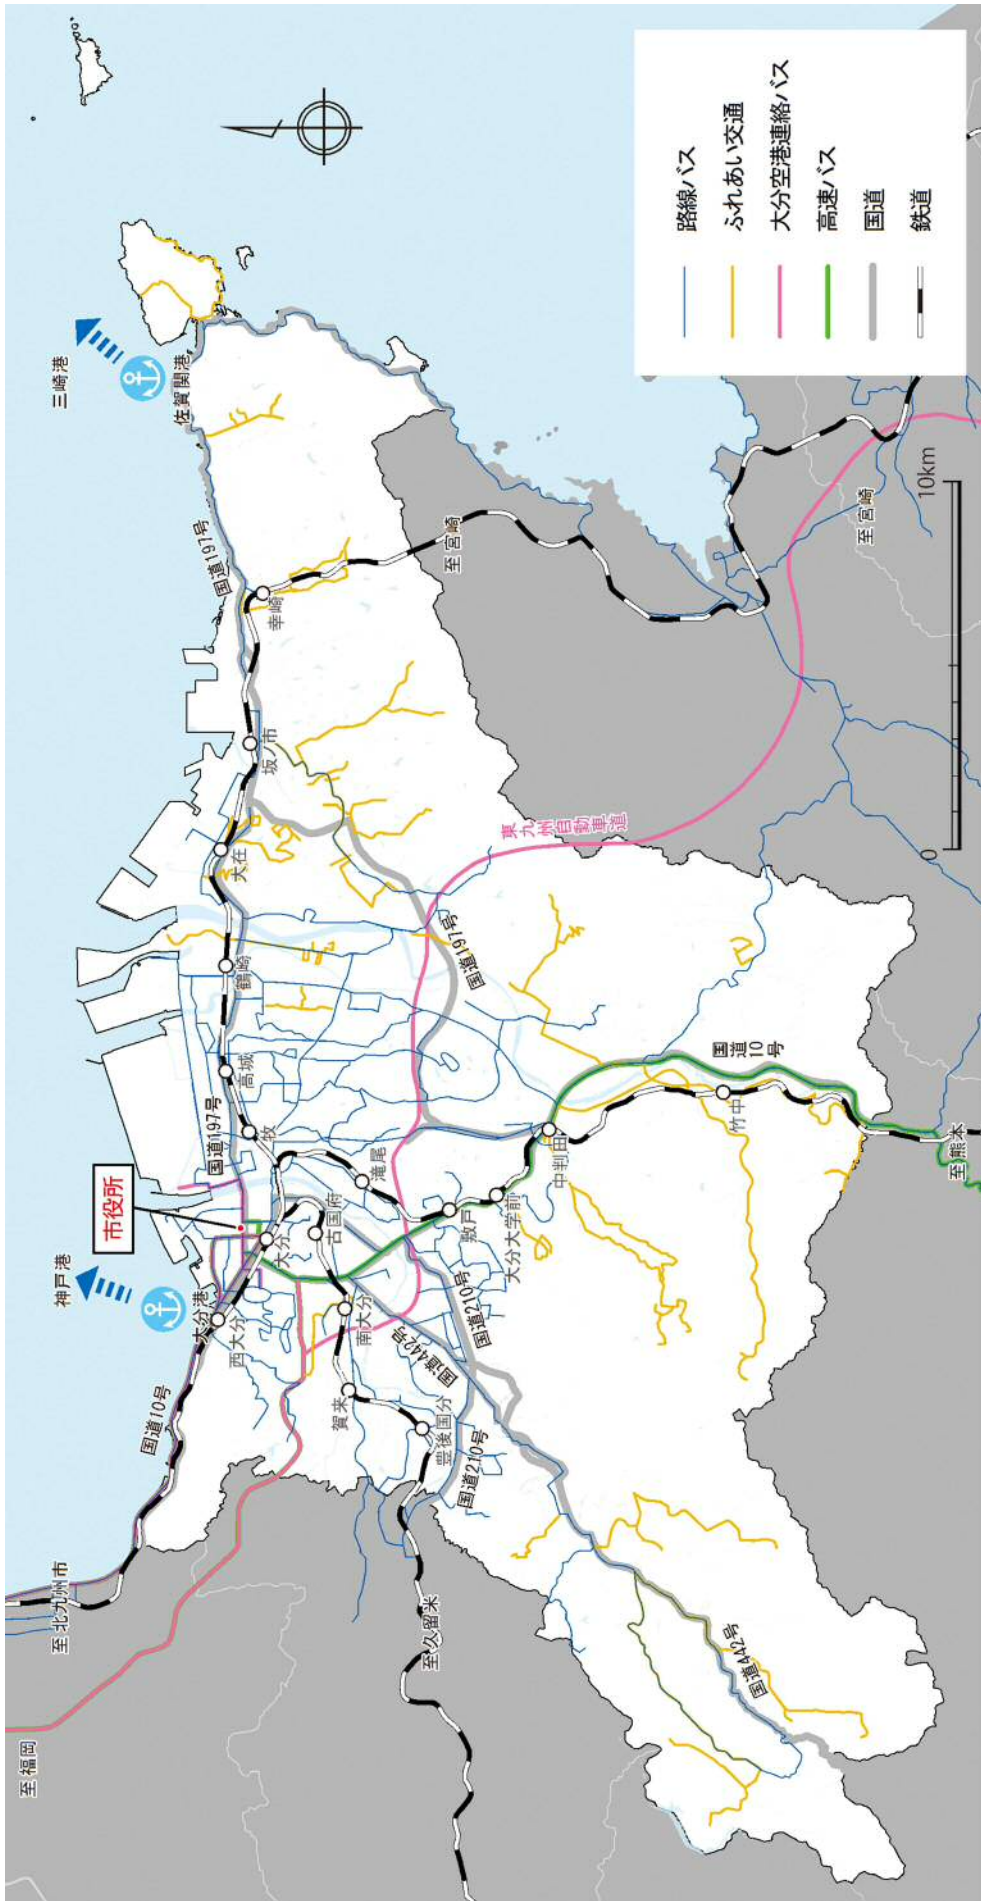 至福岡
至北九州市
国道10号
神戸港
大分港
西大分
市役所
大分
国道197号
牧
高城
鶴崎
大在
坂ノ市
幸崎
国道197号
佐賀関港
三崎港
古国府
滝尾
南大分
賀来
豊後国分
国道210号
至久留米
国道442号
国道210号
敷戸
大分大学前
中判田
国道197号
東九州自動車道
至宮崎
国道
10
号
竹中
至熊本
国道442号
至宮崎
0
10km
路線バス
ふれあい交通
大分空港連絡バス
高速バス
国道
鉄道